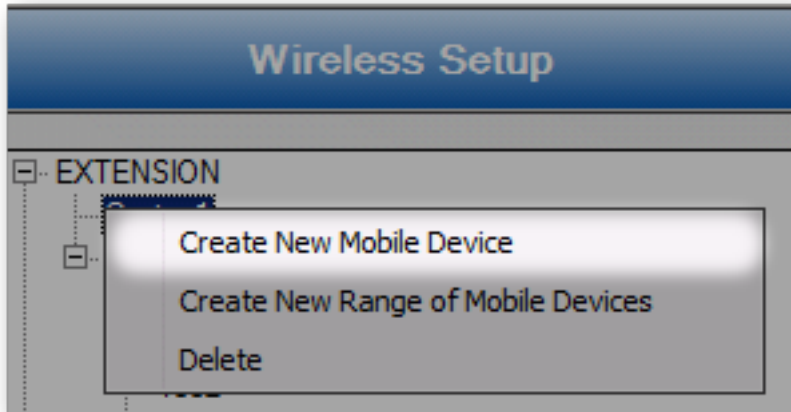 Wireless Setup
EXTENSION
Create New Mobile Device
Create New Range of Mobile Devices
Delete